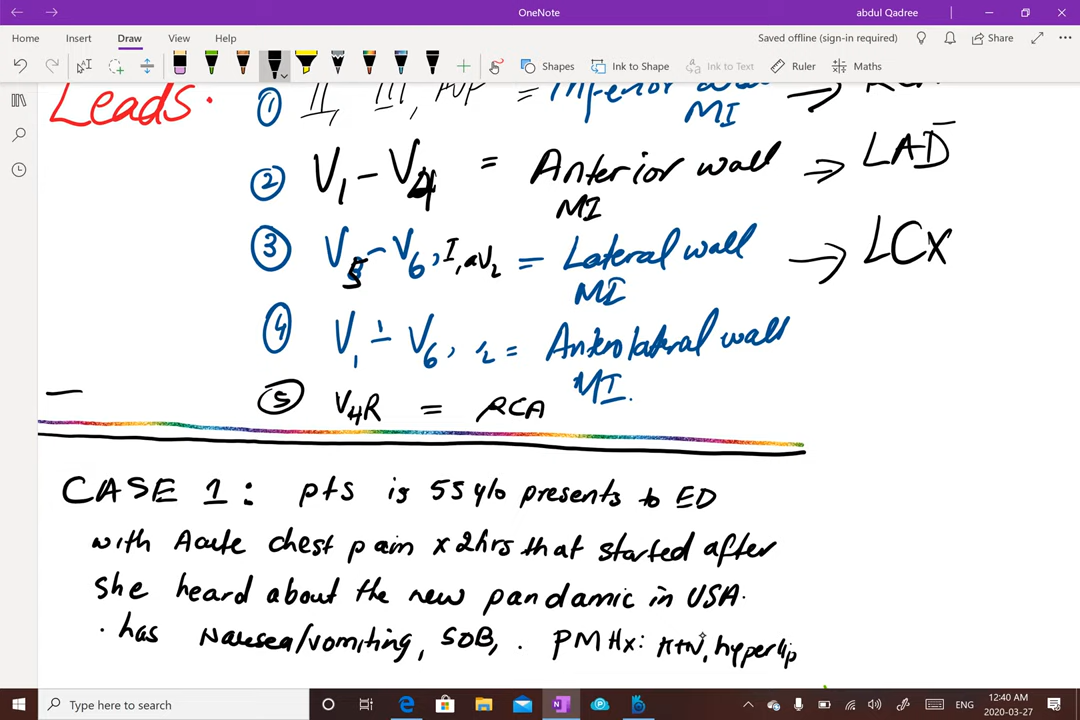 OneNote
abdul Qadree
Home Insert Draw View Help
Saved offline (sign-in required) Share
Ink to Shape Ink to Text Shapes Ruler Maths
Leads.
① II, III, = Inferior MI
② V1 - V4 = Anterior wall MI → LAD
③ V5 - V6, I, aV2 = Lateral wall MI → LCX
④ V1 - V6, = Anterolateral wall MI.
⑤ V4R = RCA
CASE 1: pts is 55 y/o presents to ED
with Acute chest pain x 2hrs that started after
she heard about the new pandamic in USA.
. has Nausea/vomiting, SOB, . PMHx: HTN, hyperlip
Type here to search
ENG
12:40 AM
2020-03-27